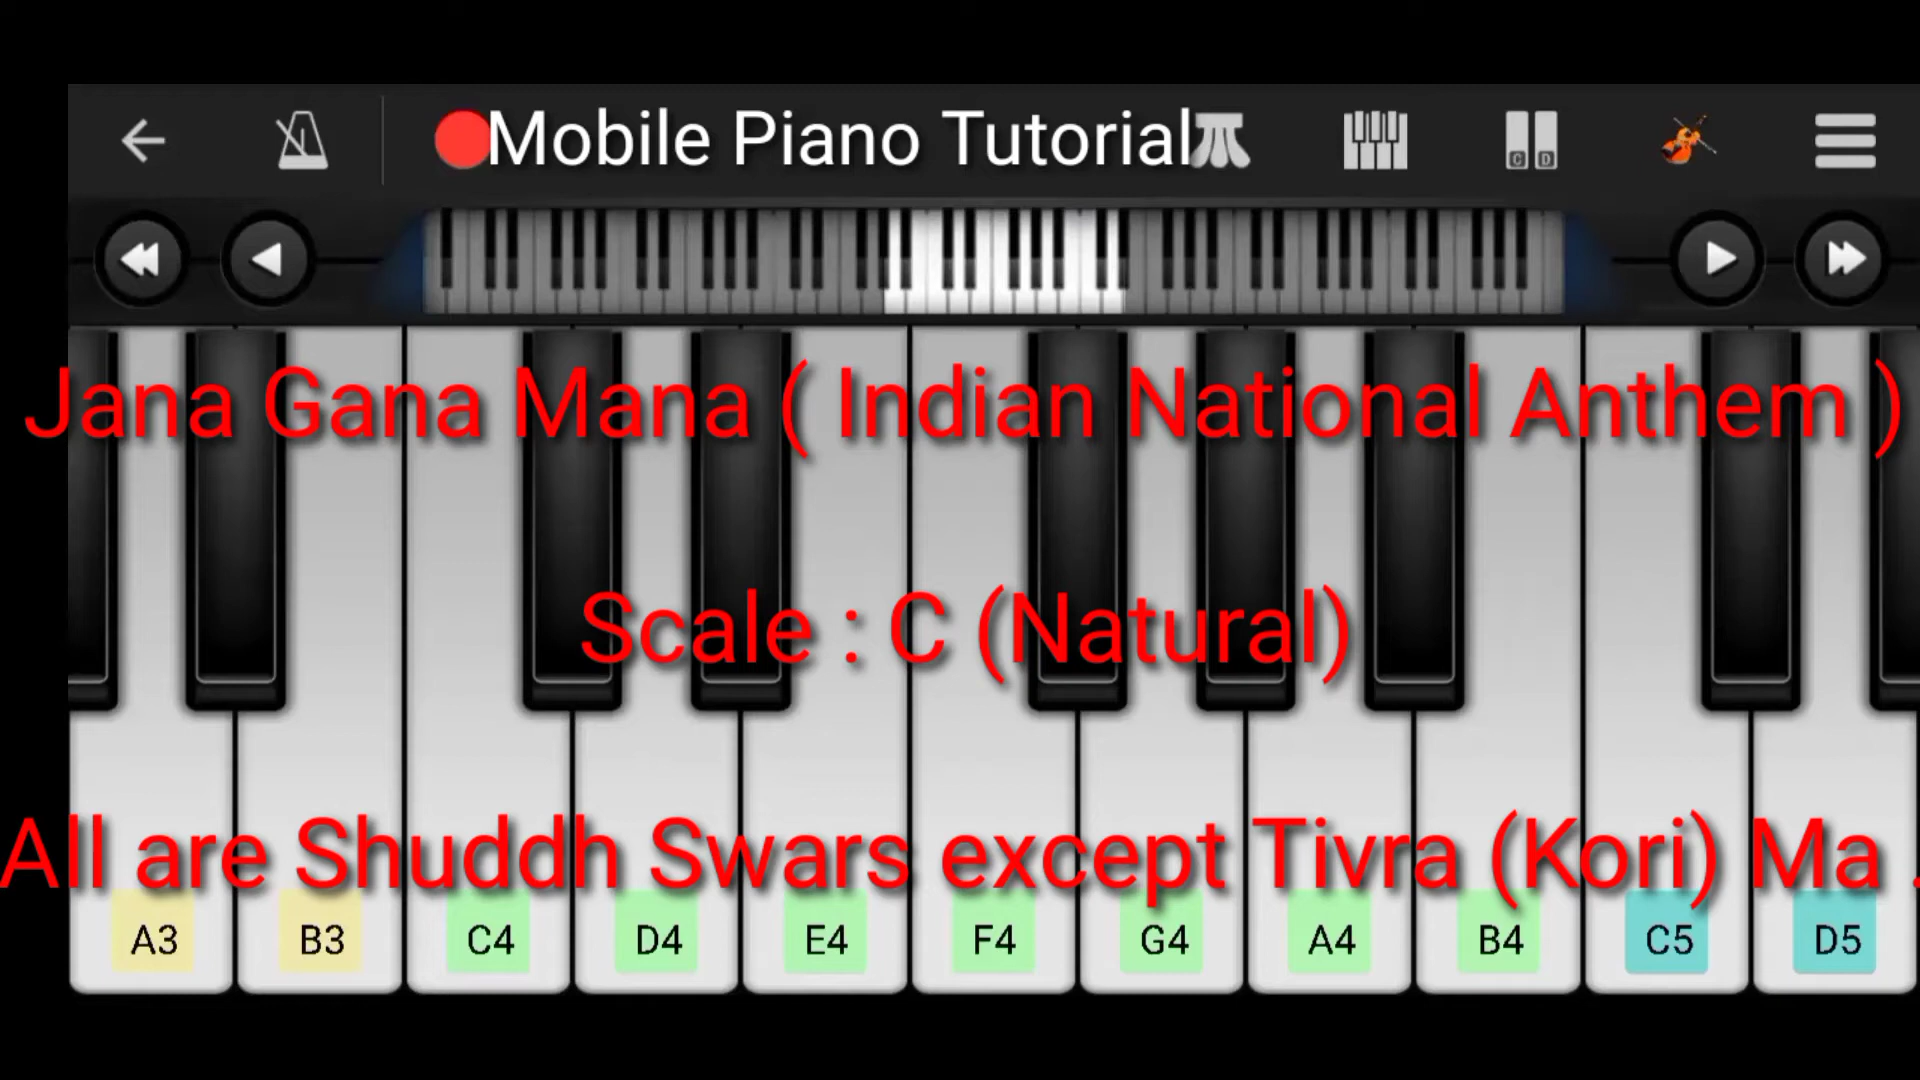 Mobile Piano Tutorial
C D
Jana Gana Mana ( Indian National Anthem )
Scale : C (Natural)
All are Shuddh Swars except Tivra (Kori) Ma .
A3 B3 C4 D4 E4 F4 G4 A4 B4 C5 D5